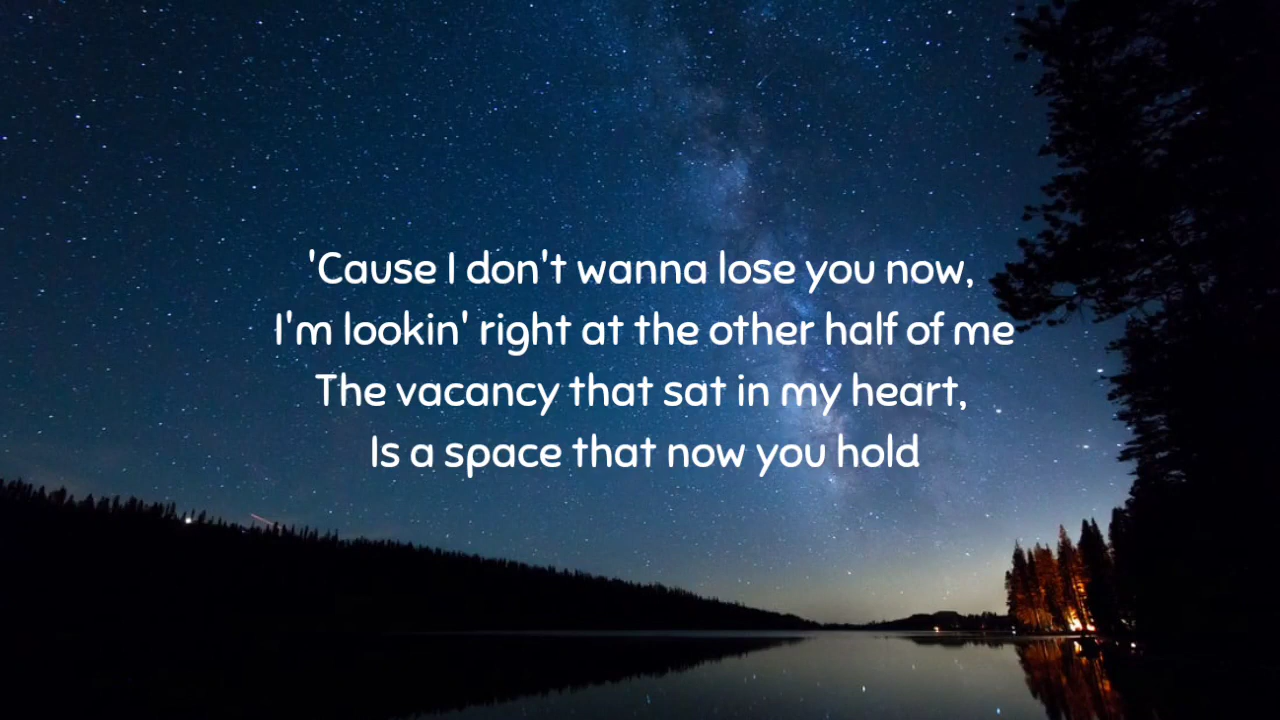 'Cause I don't wanna lose you now,
I'm lookin' right at the other half of me
The vacancy that sat in my heart,
Is a space that now you hold